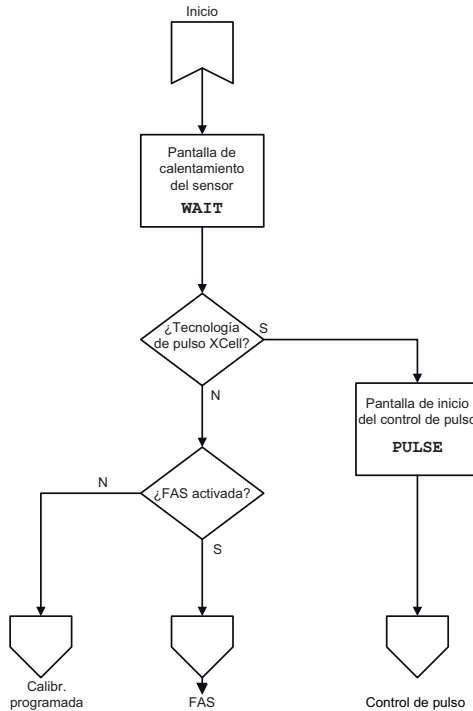 Inicio
Pantalla de
calentamiento
del sensor
WAIT
¿Tecnología
de pulso XCell?
S
N
Pantalla de inicio
del control de pulso
PULSE
¿FAS activada?
N
S
Calibr.
programada
FAS
Control de pulso